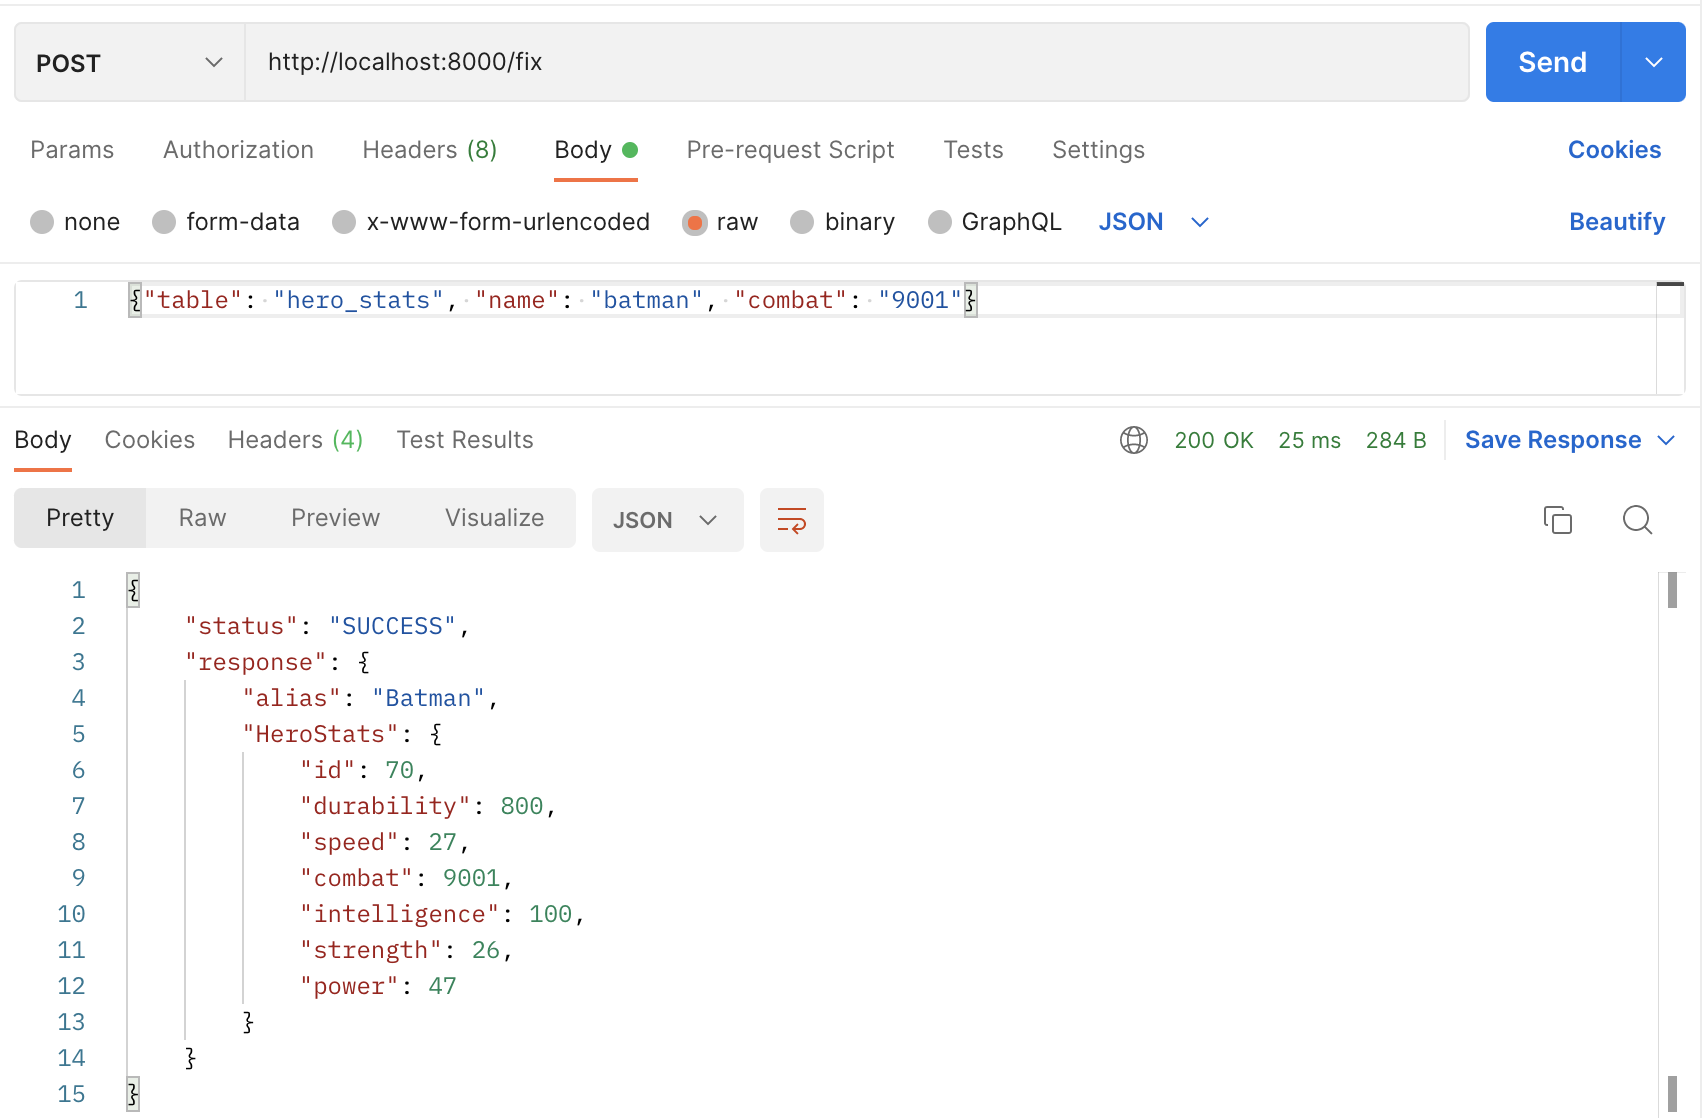 POST http://localhost:8000/fix Send
Params Authorization Headers (8) Body Pre-request Script Tests Settings Cookies
none form-data x-www-form-urlencoded raw binary GraphQL JSON Beautify
1 {"table": "hero_stats", "name": "batman", "combat": "9001"}
Body Cookies Headers (4) Test Results 200 OK 25 ms 284 B Save Response
Pretty Raw Preview Visualize JSON
1 {
2 "status": "SUCCESS",
3 "response": {
4 "alias": "Batman",
5 "HeroStats": {
6 "id": 70,
7 "durability": 800,
8 "speed": 27,
9 "combat": 9001,
10 "intelligence": 100,
11 "strength": 26,
12 "power": 47
13 }
14 }
15 }